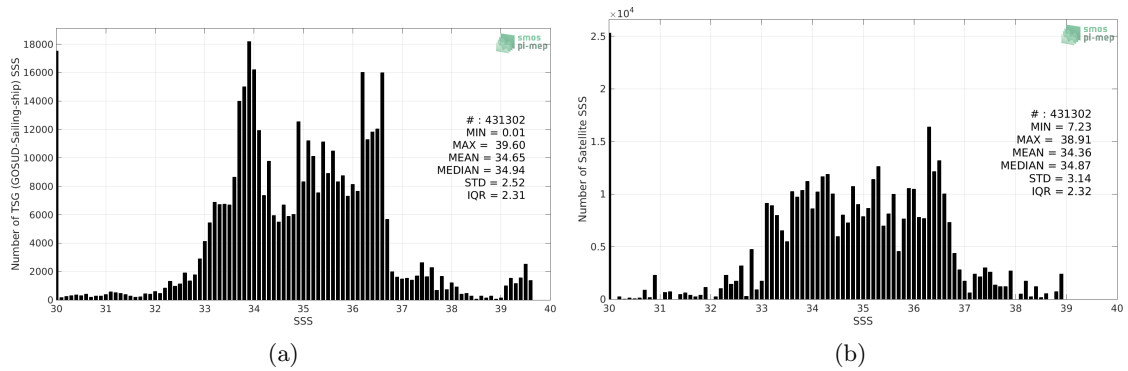 smos
pi-mep
Number of TSG (GOSUD-Sailing-ship) SSS
18000
16000
14000
12000
10000
8000
6000
4000
2000
0
# : 431302
MIN = 0.01
MAX = 39.60
MEAN = 34.65
MEDIAN = 34.94
STD = 2.52
IQR = 2.31
30 31 32 33 34 35 36 37 38 39 40
SSS
(a)
×10⁴
smos
pi-mep
Number of Satellite SSS
2.5
2
1.5
1
0.5
0
# : 431302
MIN = 7.23
MAX = 38.91
MEAN = 34.36
MEDIAN = 34.87
STD = 3.14
IQR = 2.32
30 31 32 33 34 35 36 37 38 39 40
SSS
(b)